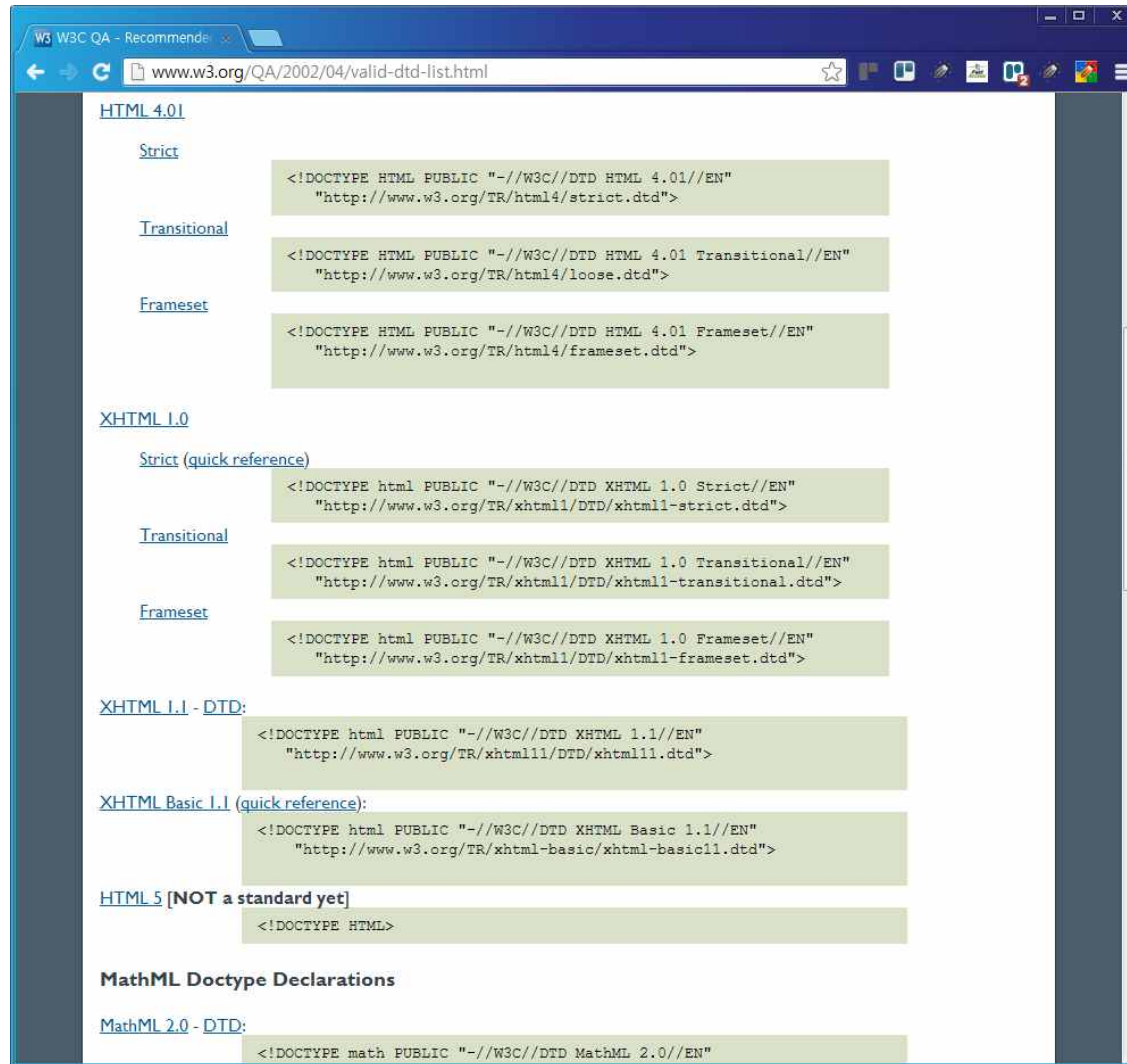 W3C QA - Recommende
www.w3.org/QA/2002/04/valid-dtd-list.html
2
HTML 4.01
Strict
<!DOCTYPE HTML PUBLIC "-//W3C//DTD HTML 4.01//EN"
"http://www.w3.org/TR/html4/strict.dtd">
Transitional
<!DOCTYPE HTML PUBLIC "-//W3C//DTD HTML 4.01 Transitional//EN"
"http://www.w3.org/TR/html4/loose.dtd">
Frameset
<!DOCTYPE HTML PUBLIC "-//W3C//DTD HTML 4.01 Frameset//EN"
"http://www.w3.org/TR/html4/frameset.dtd">
XHTML 1.0
Strict (quick reference)
<!DOCTYPE html PUBLIC "-//W3C//DTD XHTML 1.0 Strict//EN"
"http://www.w3.org/TR/xhtml1/DTD/xhtml1-strict.dtd">
Transitional
<!DOCTYPE html PUBLIC "-//W3C//DTD XHTML 1.0 Transitional//EN"
"http://www.w3.org/TR/xhtml1/DTD/xhtml1-transitional.dtd">
Frameset
<!DOCTYPE html PUBLIC "-//W3C//DTD XHTML 1.0 Frameset//EN"
"http://www.w3.org/TR/xhtml1/DTD/xhtml1-frameset.dtd">
XHTML 1.1 - DTD:
<!DOCTYPE html PUBLIC "-//W3C//DTD XHTML 1.1//EN"
"http://www.w3.org/TR/xhtml11/DTD/xhtml11.dtd">
XHTML Basic 1.1 (quick reference):
<!DOCTYPE html PUBLIC "-//W3C//DTD XHTML Basic 1.1//EN"
"http://www.w3.org/TR/xhtml-basic/xhtml-basic11.dtd">
HTML 5 [NOT a standard yet]
<!DOCTYPE HTML>
MathML Doctype Declarations
MathML 2.0 - DTD:
<!DOCTYPE math PUBLIC "-//W3C//DTD MathML 2.0//EN"